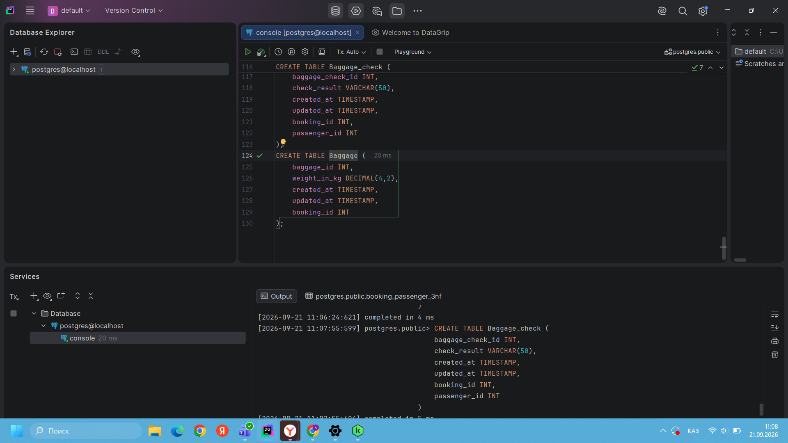 D default
Version Control
Database Explorer
console [postgres@localhost]
Welcome to DataGrip
DDL
Tx: Auto
Playground
postgres.public
default C:\U
Scratches ar
postgres@localhost 1
7
116 CREATE TABLE Baggage_check (
117 baggage_check_id INT,
118 check_result VARCHAR(50),
119 created_at TIMESTAMP,
120 updated_at TIMESTAMP,
121 booking_id INT,
122 passenger_id INT
123 )
124 CREATE TABLE Baggage ( 20 ms
125 baggage_id INT,
126 weight_in_kg DECIMAL(4,2),
127 created_at TIMESTAMP,
128 updated_at TIMESTAMP,
129 booking_id INT
130 );
Services
Tx
Database
postgres@localhost
console 20 ms
Output
postgres.public.booking_passenger_3nf
)
[2026-09-21 11:06:24:621] completed in 4 ms
[2026-09-21 11:07:55:599] postgres.public> CREATE TABLE Baggage_check (
baggage_check_id INT,
check_result VARCHAR(50),
created_at TIMESTAMP,
updated_at TIMESTAMP,
booking_id INT,
passenger_id INT
)
Поиск
КАЗ
11:08
21.09.2026